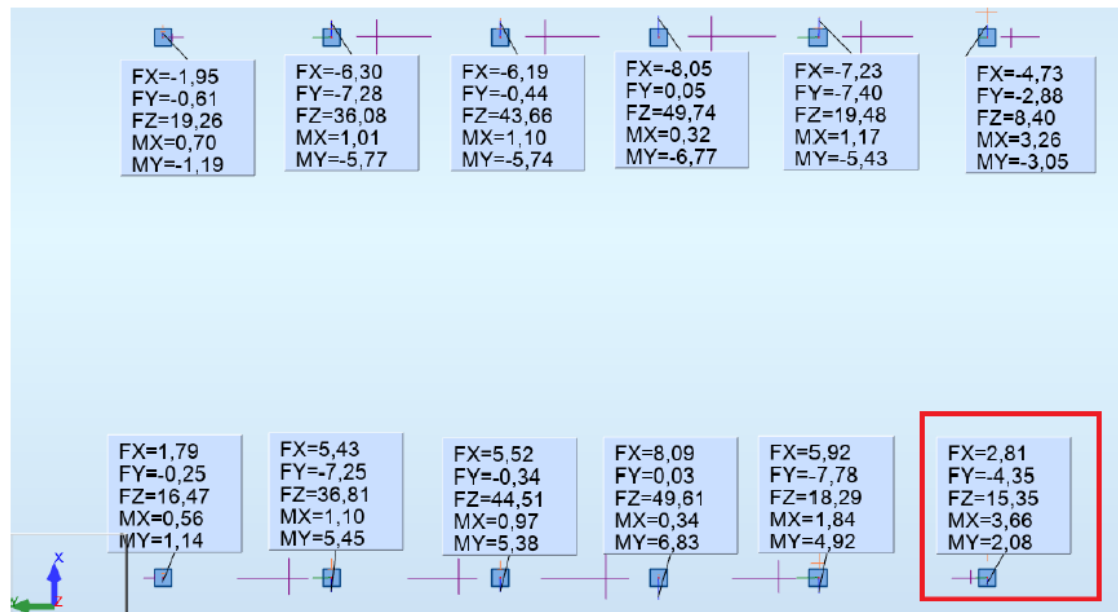 FX=-1,95
FY=-0,61
FZ=19,26
MX=0,70
MY=-1,19
FX=-6,30
FY=-7,28
FZ=36,08
MX=1,01
MY=-5,77
FX=-6,19
FY=-0,44
FZ=43,66
MX=1,10
MY=-5,74
FX=-8,05
FY=0,05
FZ=49,74
MX=0,32
MY=-6,77
FX=-7,23
FY=-7,40
FZ=19,48
MX=1,17
MY=-5,43
FX=-4,73
FY=-2,88
FZ=8,40
MX=3,26
MY=-3,05
FX=1,79
FY=-0,25
FZ=16,47
MX=0,56
MY=1,14
FX=5,43
FY=-7,25
FZ=36,81
MX=1,10
MY=5,45
FX=5,52
FY=-0,34
FZ=44,51
MX=0,97
MY=5,38
FX=8,09
FY=0,03
FZ=49,61
MX=0,34
MY=6,83
FX=5,92
FY=-7,78
FZ=18,29
MX=1,84
MY=4,92
FX=2,81
FY=-4,35
FZ=15,35
MX=3,66
MY=2,08
X
Y
Z